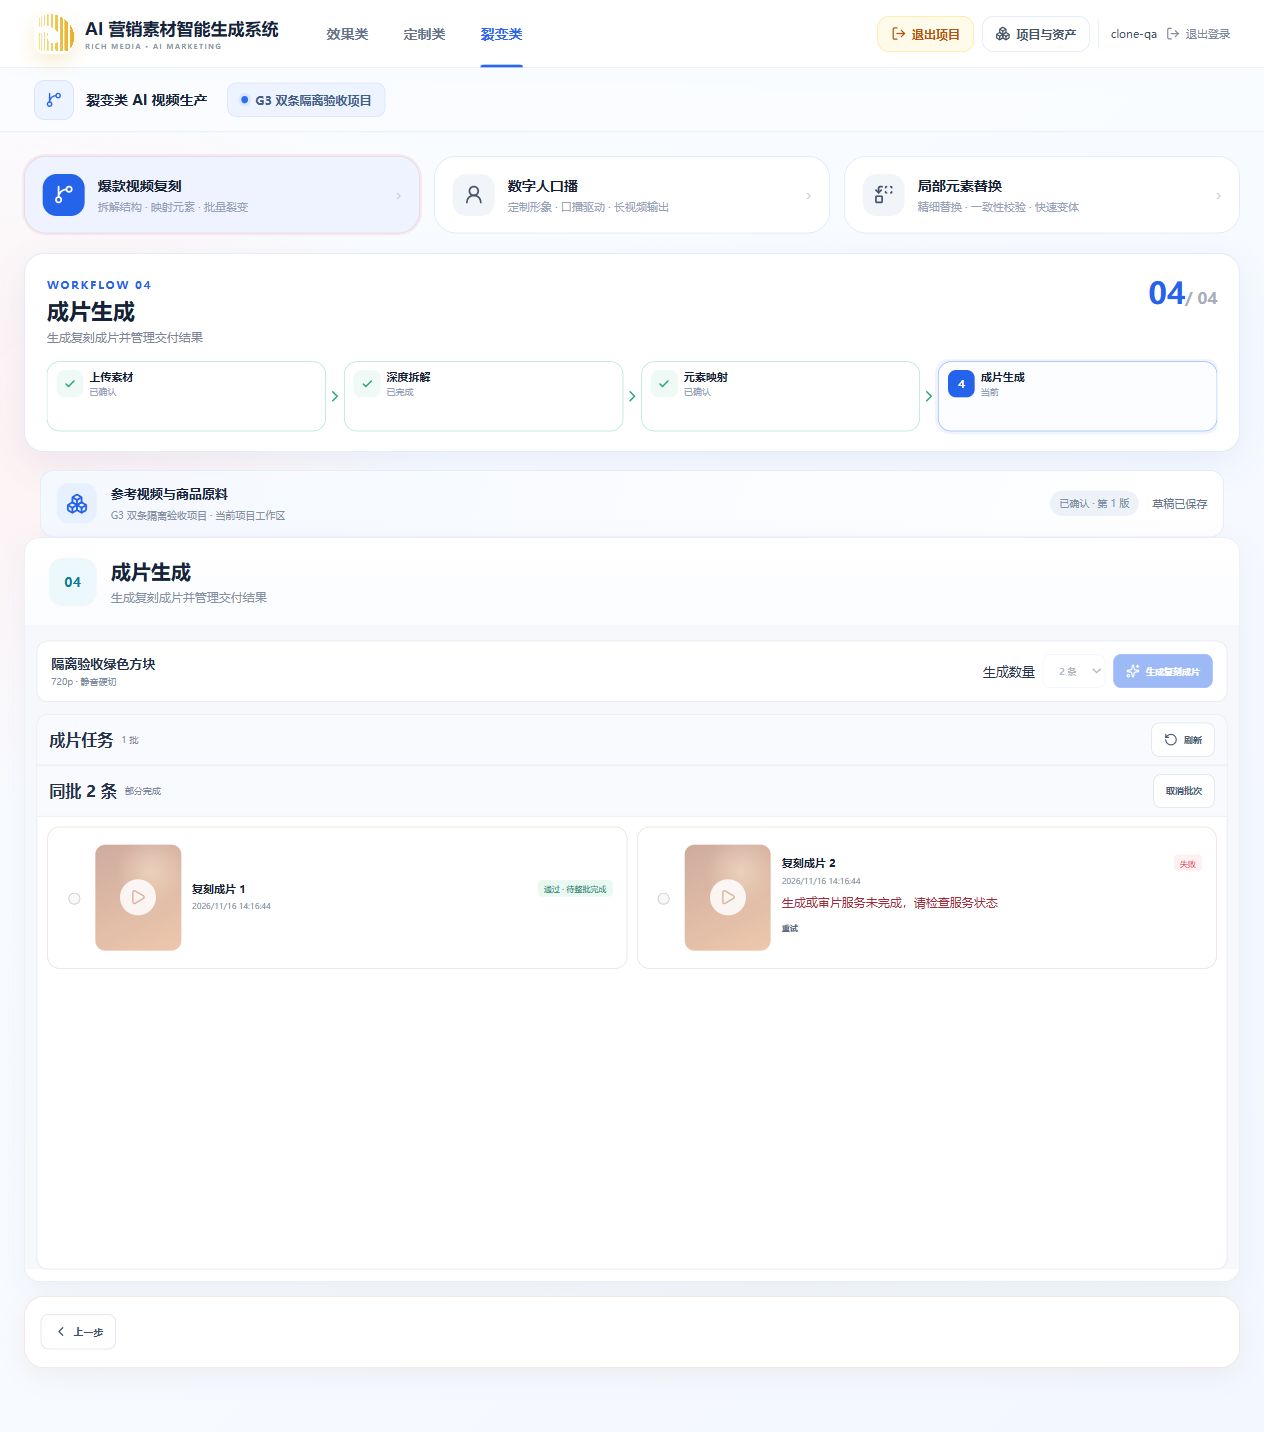 AI 营销素材智能生成系统
RICH MEDIA • AI MARKETING
效果类
定制类
裂变类
退出项目
项目与资产
clone-qa
退出登录
裂变类 AI 视频生产
G3 双条隔离验收项目
爆款视频复刻
拆解结构 · 映射元素 · 批量裂变
数字人口播
定制形象 · 口播驱动 · 长视频输出
局部元素替换
精细替换 · 一致性校验 · 快速变体
WORKFLOW 04
成片生成
生成复刻成片并管理交付结果
04/ 04
上传素材
已确认
深度拆解
已完成
元素映射
已确认
4
成片生成
当前
参考视频与商品原料
G3 双条隔离验收项目 · 当前项目工作区
已确认 · 第 1 版
草稿已保存
04
成片生成
生成复刻成片并管理交付结果
隔离验收绿色方块
720p · 静音硬切
生成数量
2 条
生成复刻成片
成片任务 1 批
刷新
同批 2 条 部分完成
取消批次
复刻成片 1
2026/11/16 14:16:44
通过 · 待整批完成
复刻成片 2
2026/11/16 14:16:44
生成或审片服务未完成，请检查服务状态
重试
失败
上一步